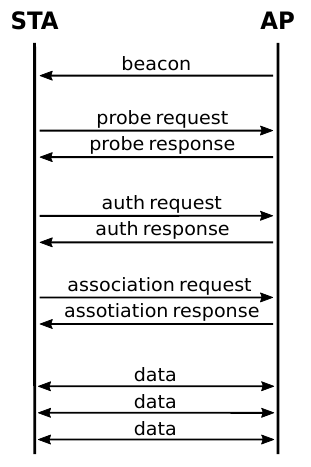 STA AP
beacon
probe request
probe response
auth request
auth response
association request
assotiation response
data
data
data